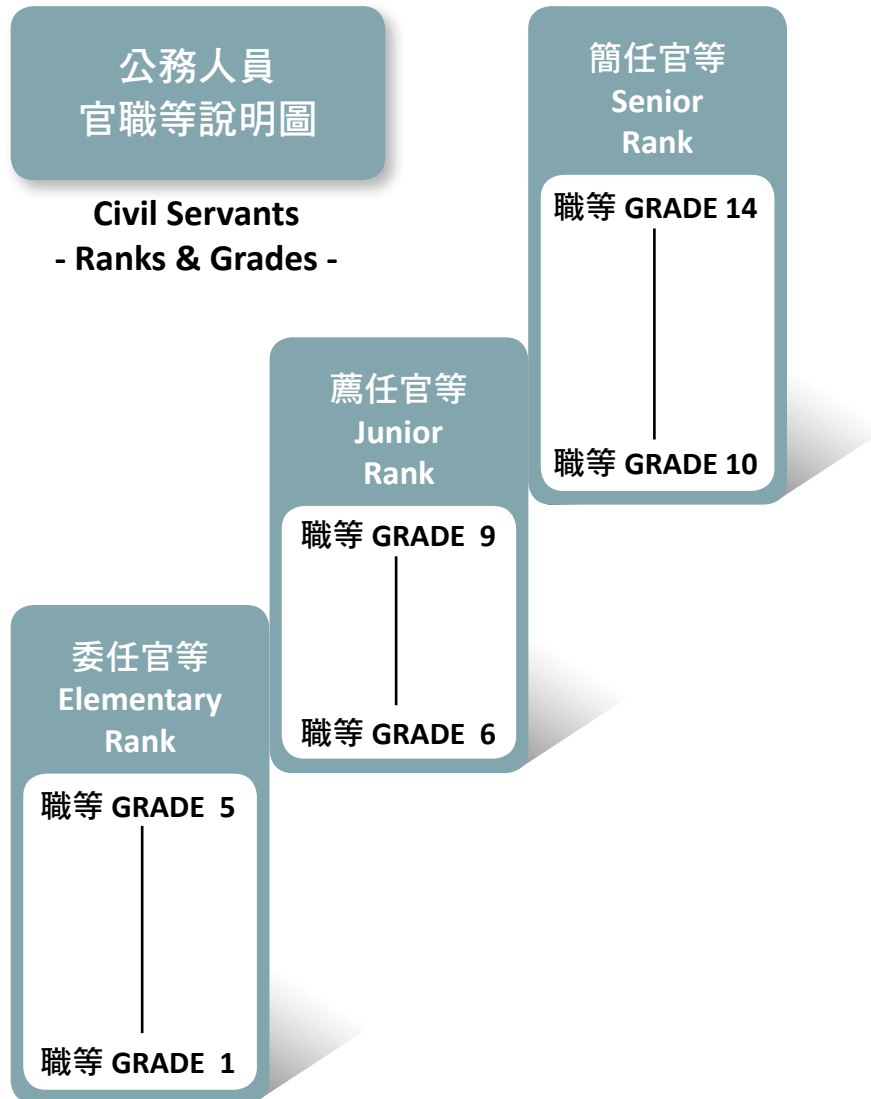 公務人員
官職等說明圖
Civil Servants
- Ranks & Grades -
簡任官等
Senior
Rank
職等 GRADE 14
職等 GRADE 10
薦任官等
Junior
Rank
職等 GRADE 9
職等 GRADE 6
委任官等
Elementary
Rank
職等 GRADE 5
職等 GRADE 1